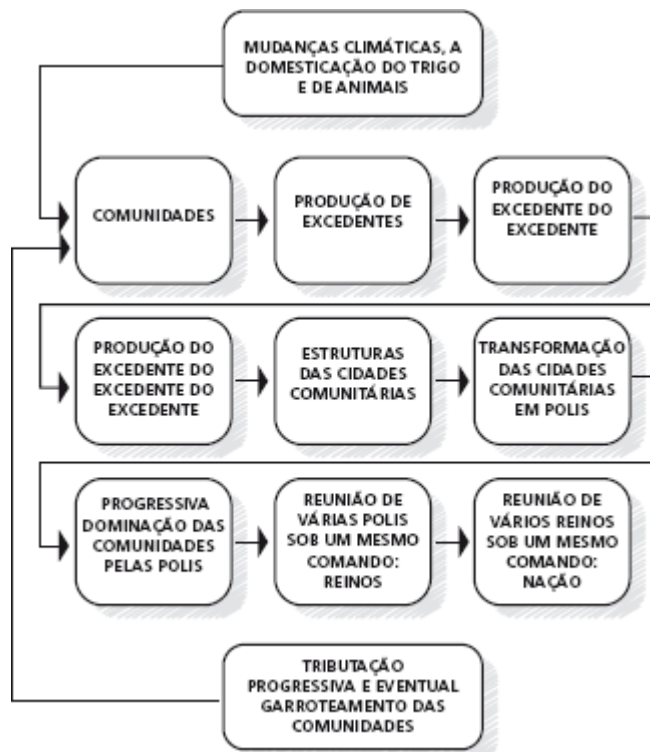 MUDANÇAS CLIMÁTICAS, A
DOMESTICAÇÃO DO TRIGO
E DE ANIMAIS
COMUNIDADES
PRODUÇÃO DE
EXCEDENTES
PRODUÇÃO DO
EXCEDENTE DO
EXCEDENTE
PRODUÇÃO DO
EXCEDENTE DO
EXCEDENTE DO
EXCEDENTE
ESTRUTURAS
DAS CIDADES
COMUNITÁRIAS
TRANSFORMAÇÃO
DAS CIDADES
COMUNITÁRIAS
EM POLIS
PROGRESSIVA
DOMINAÇÃO DAS
COMUNIDADES
PELAS POLIS
REUNIÃO DE
VÁRIAS POLIS
SOB UM MESMO
COMANDO:
REINOS
REUNIÃO DE
VÁRIOS REINOS
SOB UM MESMO
COMANDO:
NAÇÃO
TRIBUTAÇÃO
PROGRESSIVA E EVENTUAL
GARROTEAMENTO DAS
COMUNIDADES